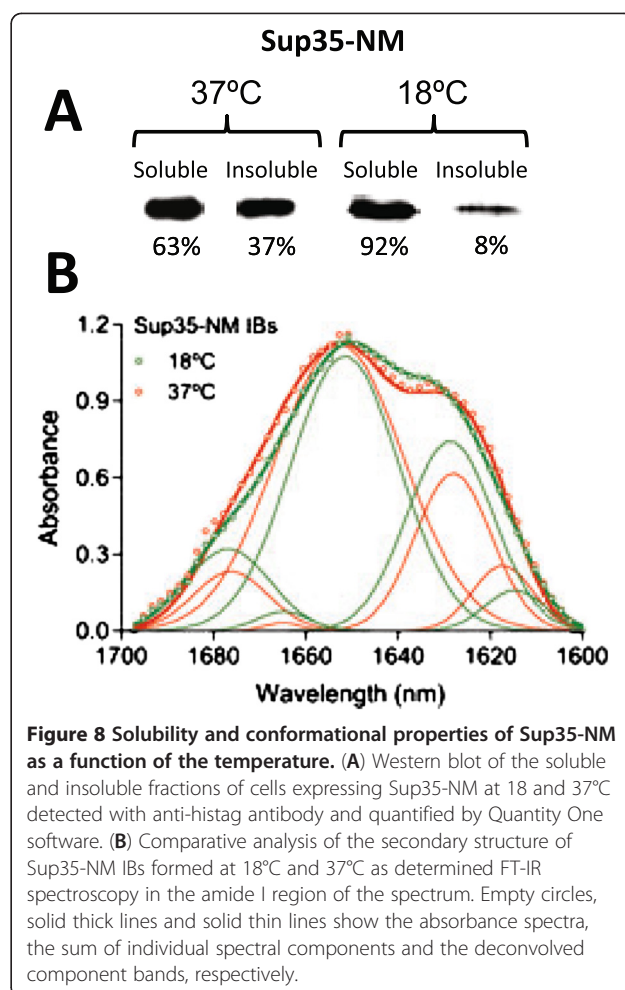 Sup35-NM
A
37ºC 18ºC
Soluble Insoluble Soluble Insoluble
63% 37% 92% 8%
B
Sup35-NM IBs
18ºC
37ºC
Absorbance
1.2
0.9
0.6
0.3
0.0
1700 1680 1660 1640 1620 1600
Wavelength (nm)
Figure 8 Solubility and conformational properties of Sup35-NM
as a function of the temperature. (A) Western blot of the soluble
and insoluble fractions of cells expressing Sup35-NM at 18 and 37°C
detected with anti-histag antibody and quantified by Quantity One
software. (B) Comparative analysis of the secondary structure of
Sup35-NM IBs formed at 18°C and 37°C as determined FT-IR
spectroscopy in the amide I region of the spectrum. Empty circles,
solid thick lines and solid thin lines show the absorbance spectra,
the sum of individual spectral components and the deconvolved
component bands, respectively.